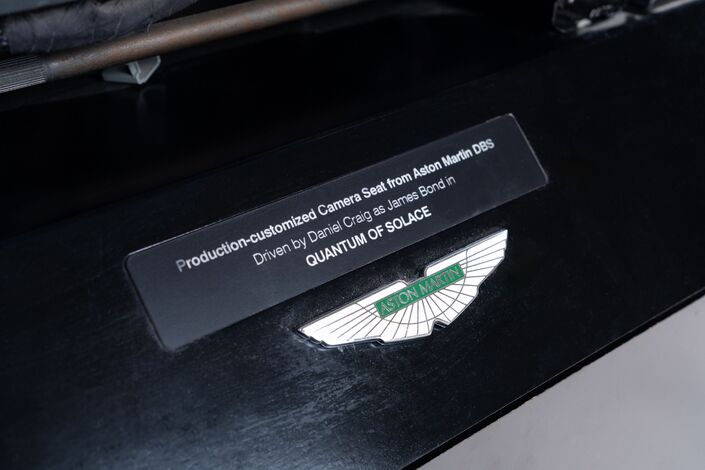 Production-customized Camera Seat from Aston Martin DBS
Driven by Daniel Craig as James Bond in
QUANTUM OF SOLACE
ASTON MARTIN